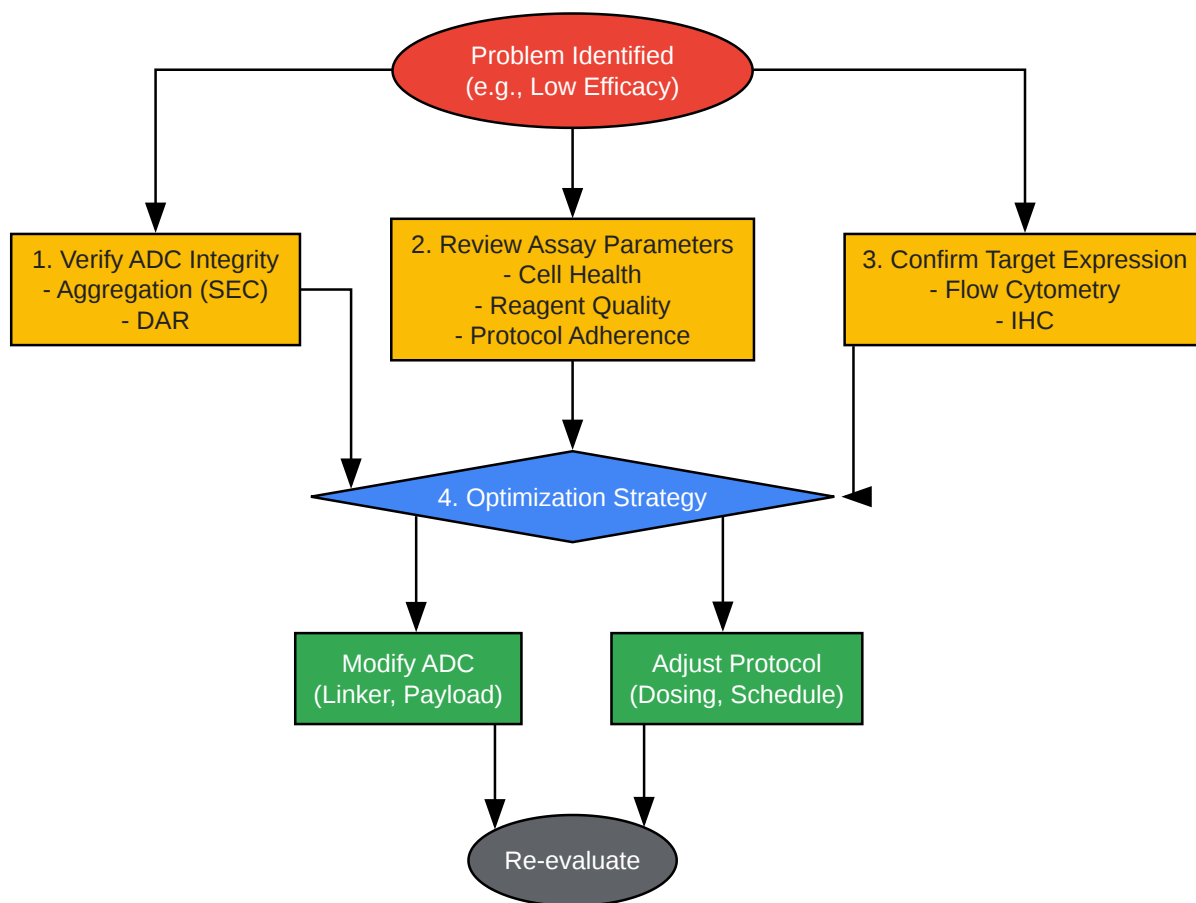 Problem Identified
(e.g., Low Efficacy)
1. Verify ADC Integrity
- Aggregation (SEC)
- DAR
2. Review Assay Parameters
- Cell Health
- Reagent Quality
- Protocol Adherence
3. Confirm Target Expression
- Flow Cytometry
- IHC
4. Optimization Strategy
Modify ADC
(Linker, Payload)
Adjust Protocol
(Dosing, Schedule)
Re-evaluate